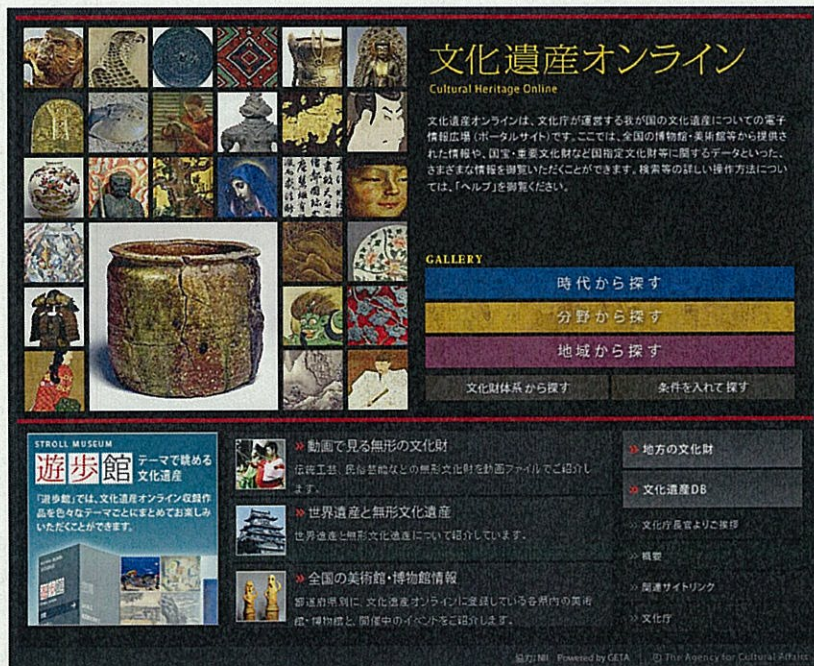 文化遺産オンライン
Cultural Heritage Online
文化遺産オンラインは、文化庁が運営する我が国の文化遺産についての電子
情報広場（ポータルサイト）です。ここでは、全国の博物館・美術館等から提供さ
れた情報や、国宝・重要文化財など国指定文化財等に関するデータといった、
さまざまな情報を御覧いただくことができます。検索等の詳しい操作方法につい
ては、「ヘルプ」を御覧ください。
GALLERY
時代から探す
分野から探す
地域から探す
文化財体系から探す
条件を入れて探す
STROLL MUSEUM
遊歩館
テーマで眺める
文化遺産
「遊歩館」では、文化遺産オンライン収録作
品を色々なテーマごとにまとめてお楽しみ
いただくことができます。
» 動画で見る無形の文化財
伝統工芸、民俗芸能などの無形文化財を動画ファイルでご紹介し
ます。
» 世界遺産と無形文化遺産
世界遺産と無形文化遺産について紹介しています。
» 全国の美術館・博物館情報
都道府県別に、文化遺産オンラインに登録している各県内の美術
館・博物館と、開催中のイベントをご紹介します。
» 地方の文化財
» 文化遺産DB
» 文化庁長官よりご挨拶
» 概要
» 関連サイトリンク
» 文化庁
協力:NII Powered by GETA
(C) The Agency for Cultural Affairs